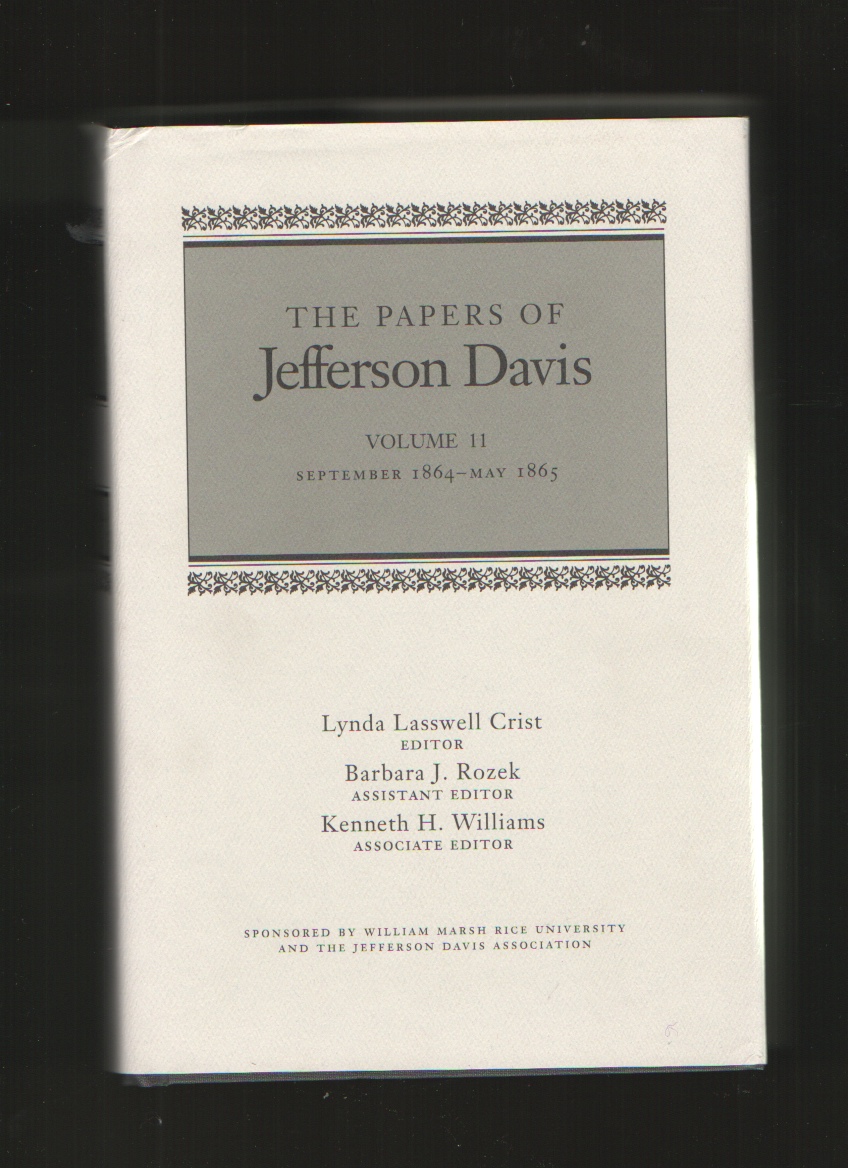 THE PAPERS OF
Jefferson Davis
VOLUME 11
SEPTEMBER 1864–MAY 1865
Lynda Lasswell Crist
EDITOR
Barbara J. Rozek
ASSISTANT EDITOR
Kenneth H. Williams
ASSOCIATE EDITOR
SPONSORED BY WILLIAM MARSH RICE UNIVERSITY
AND THE JEFFERSON DAVIS ASSOCIATION